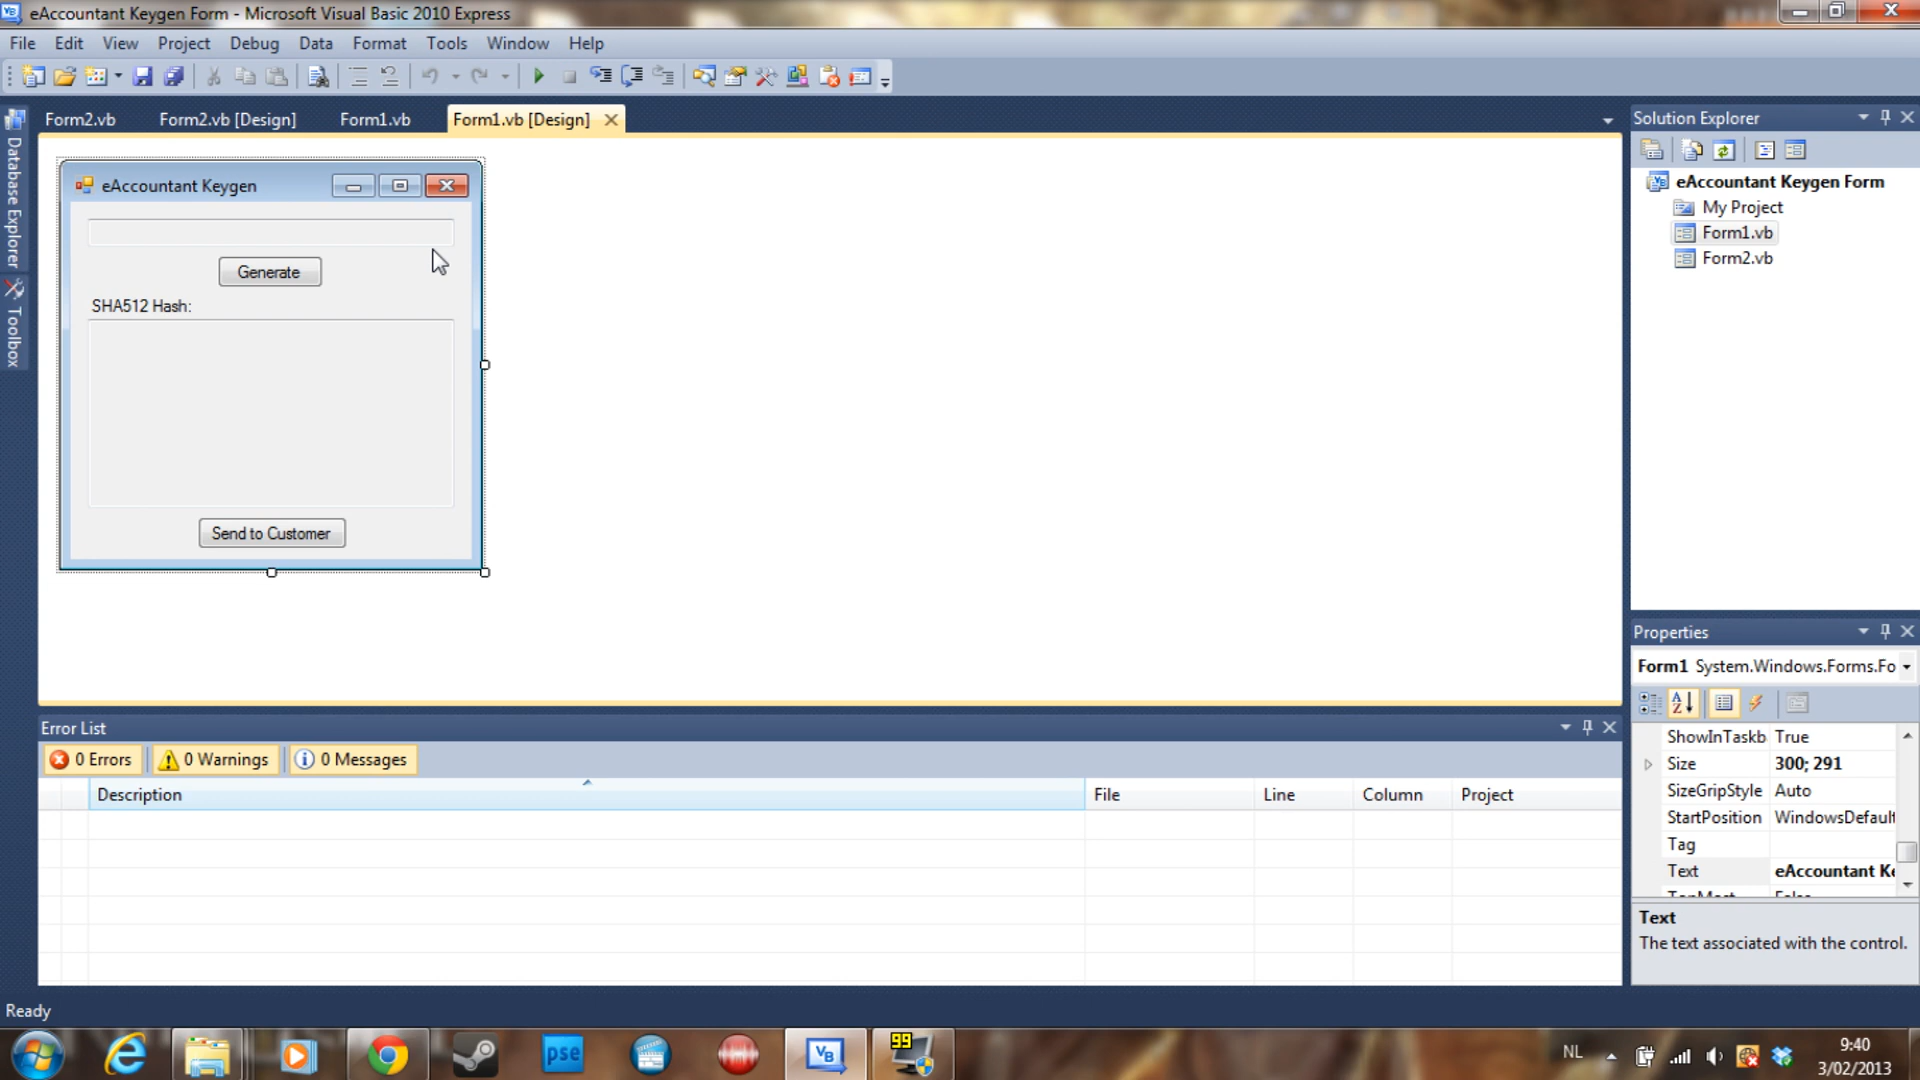 eAccountant Keygen Form - Microsoft Visual Basic 2010 Express
File Edit View Project Debug Data Format Tools Window Help
Form2.vb Form2.vb [Design] Form1.vb Form1.vb [Design]
Database Explorer
Toolbox
eAccountant Keygen
Generate
SHA512 Hash:
Send to Customer
Solution Explorer
eAccountant Keygen Form
My Project
Form1.vb
Form2.vb
Properties
Form1 System.Windows.Forms.Fo
ShowInTaskb True
Size 300; 291
SizeGripStyle Auto
StartPosition WindowsDefault
Tag
Text eAccountant Ke
TopMost False
Text
The text associated with the control.
Error List
0 Errors 0 Warnings 0 Messages
Description File Line Column Project
Ready
pse
VB
99
NL
9:40
3/02/2013